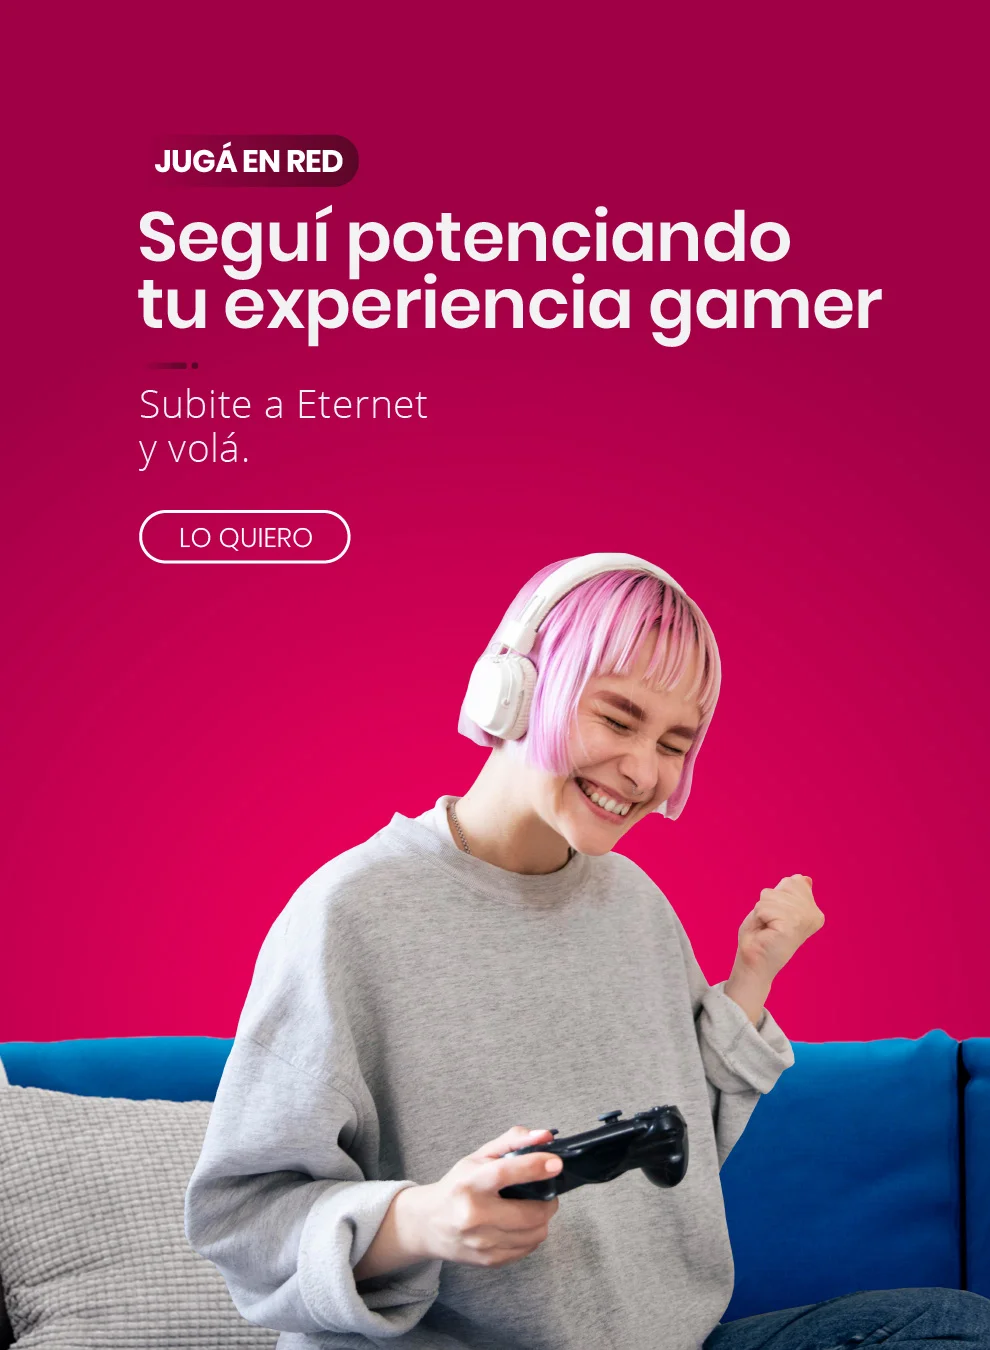 JUGÁ EN RED
Seguí potenciando
tu experiencia gamer
Subite a Eternet
y volá.
LO QUIERO